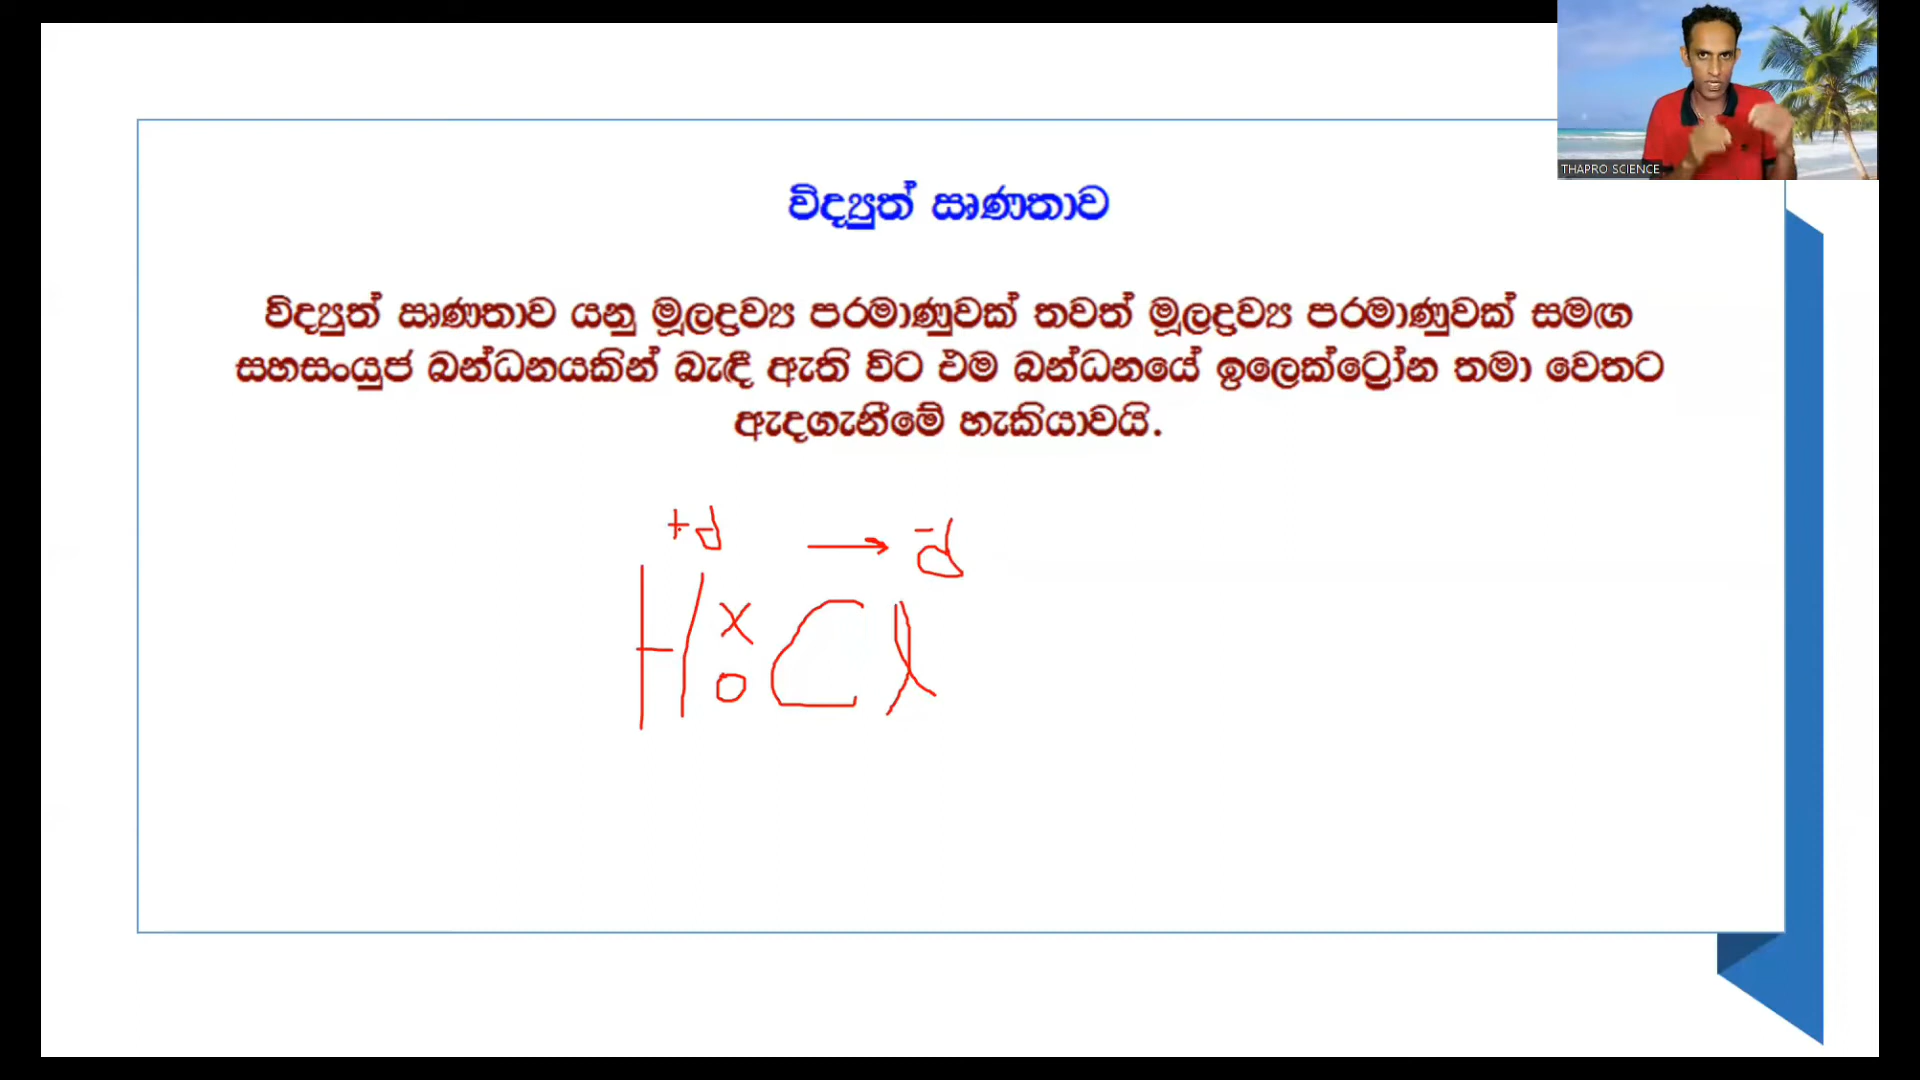 THAPRO SCIENCE
විද්‍යුත් සෘණතාව
විද්‍යුත් සෘණතාව යනු මූලද්‍රව්‍ය පරමාණුවක් තවත් මූලද්‍රව්‍ය පරමාණුවක් සමඟ
සහසංයුජ බන්ධනයකින් බැඳී ඇති විට එම බන්ධනයේ ඉලෙක්ට්‍රෝන තමා වෙතට
ඇදගැනීමේ හැකියාවයි.
+δ → -δ
H x o Cl